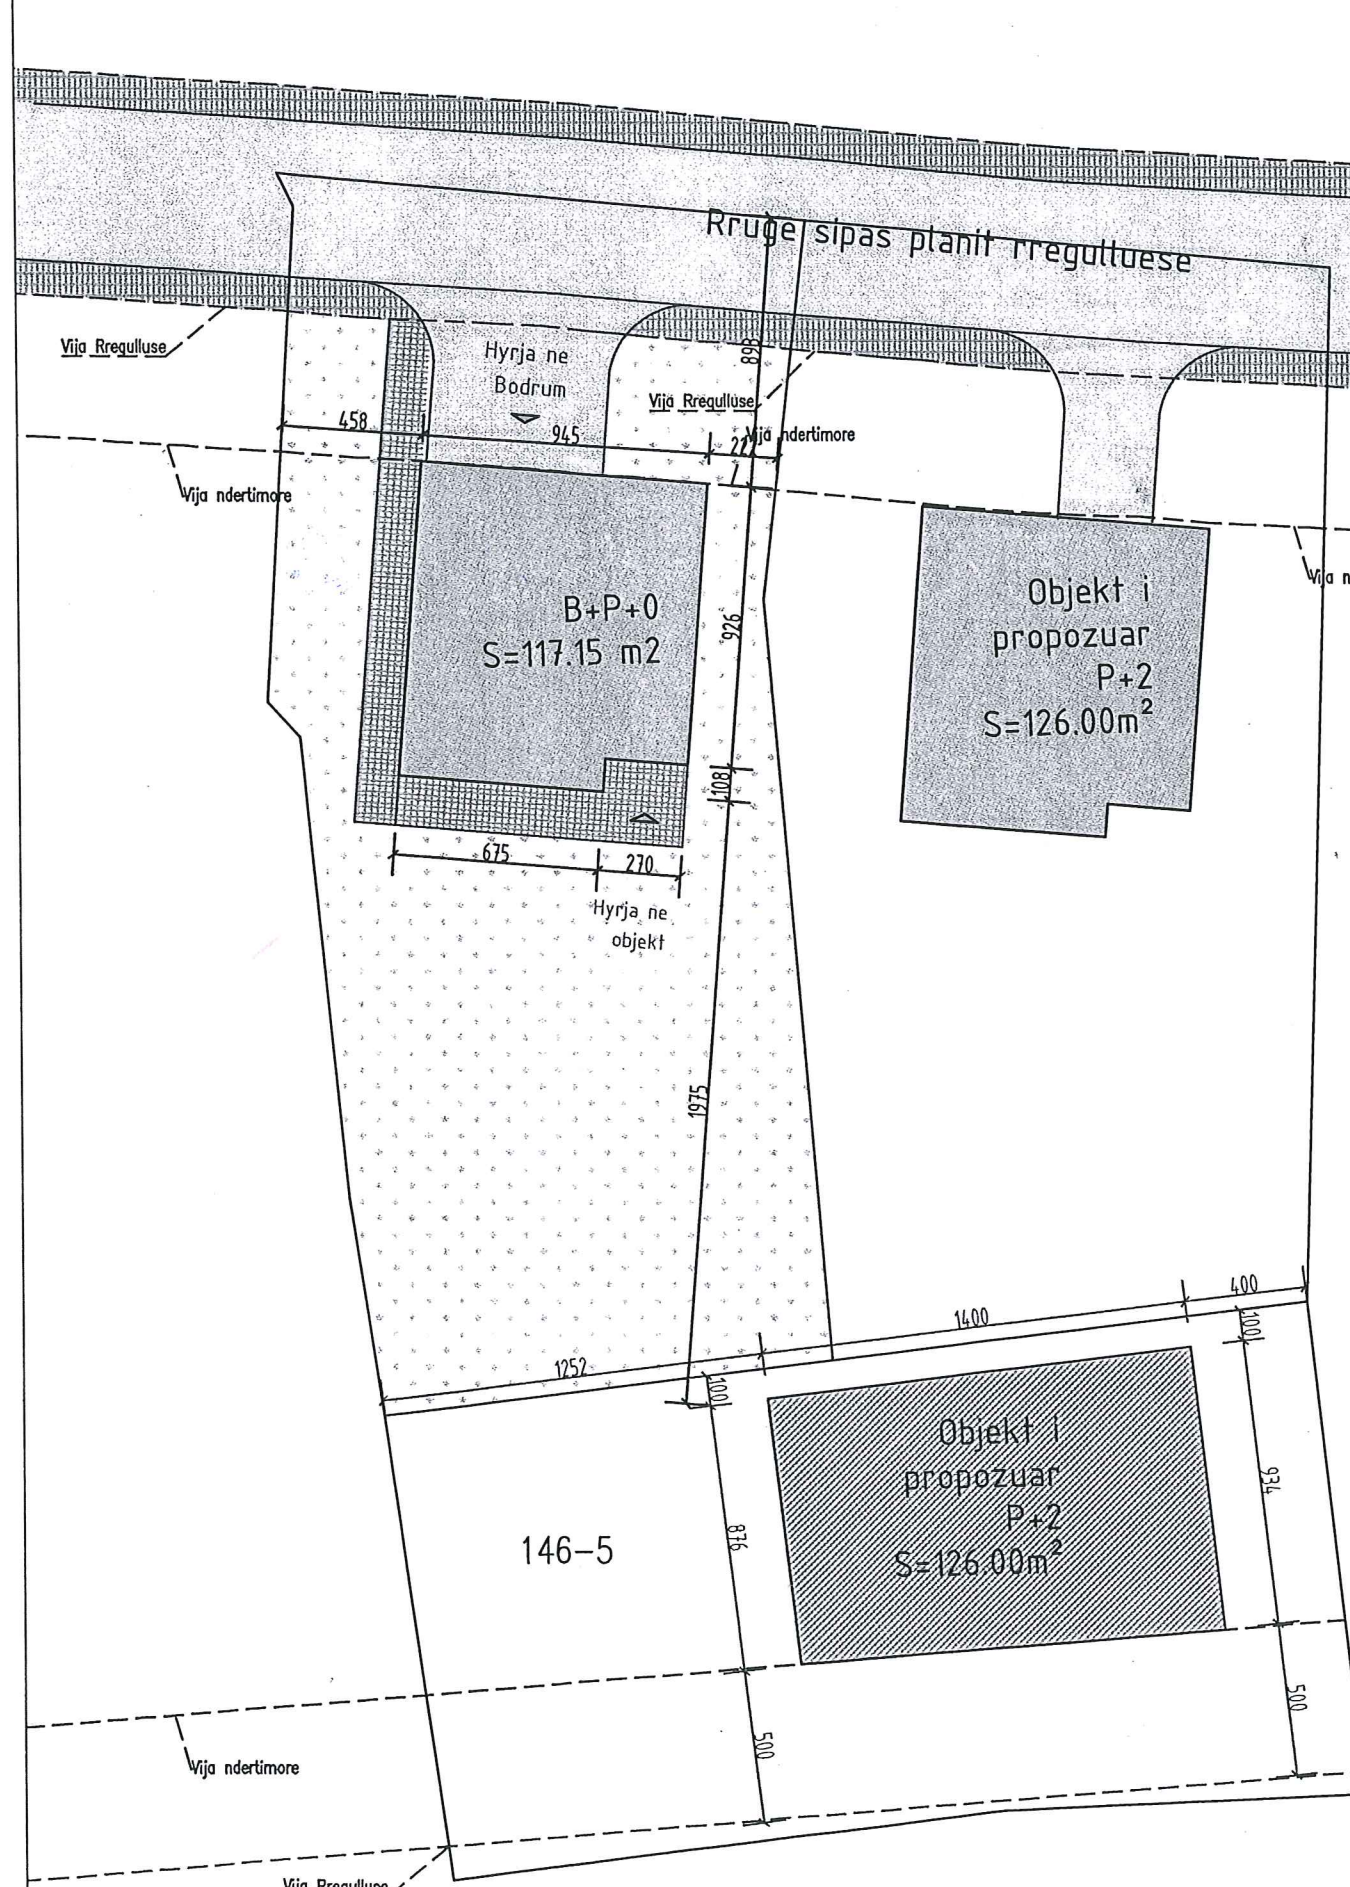 Rruge sipas planit rregulluese
Vija Rregulluse
Hyrja ne
Bodrum
898
Vija Rregulluse
458
945
Vija ndertimore
Vija ndertimore
B+P+0
S=117.15 m2
926
Objekt i
propozuar
P+2
S=126.00m²
108
675
270
Hyrja ne
objekt
1975
400
1400
100
1252
100
Objekt i
propozuar
P+2
S=126.00m²
934
876
146-5
500
500
Vija ndertimore
Vija Rregulluse